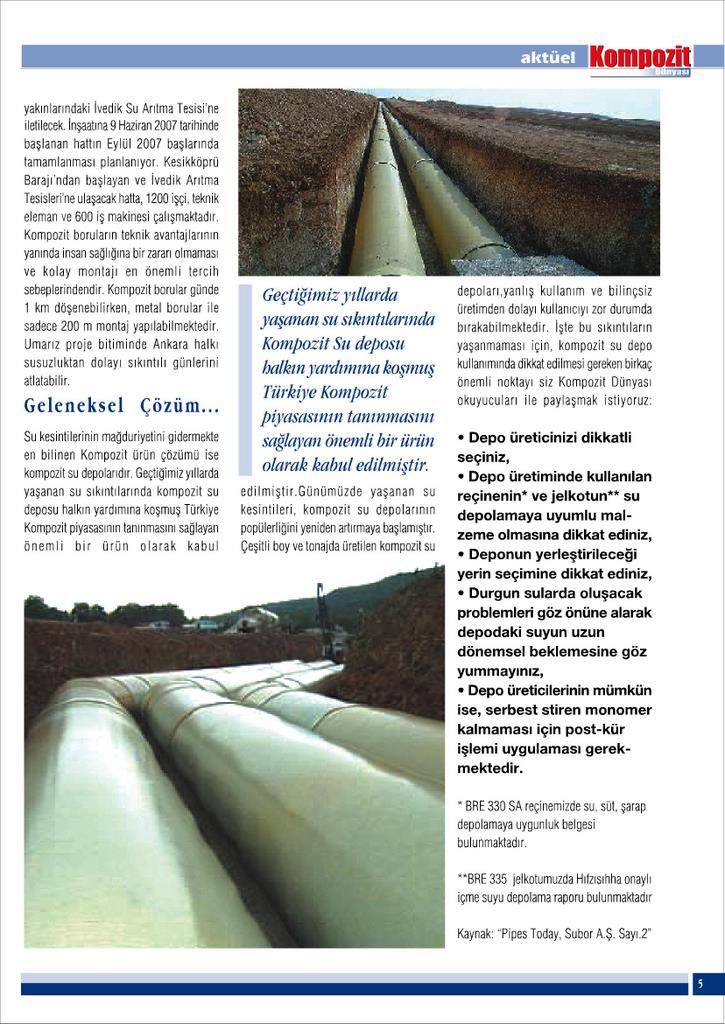 aktüel Kompozit
Dünyası
yakınlarındaki İvedik Su Arıtma Tesisi'ne
iletilecek. İnşaatına 9 Haziran 2007 tarihinde
başlanan hattın Eylül 2007 başlarında
tamamlanması planlanıyor. Kesikköprü
Barajı'ndan başlayan ve İvedik Arıtma
Tesisleri'ne ulaşacak hatta, 1200 işçi, teknik
eleman ve 600 iş makinesi çalışmaktadır.
Kompozit boruların teknik avantajlarının
yanında insan sağlığına bir zararı olmaması
ve kolay montajı en önemli tercih
sebeplerindendir. Kompozit borular günde
1 km döşenebilirken, metal borular ile
sadece 200 m montaj yapılabilmektedir.
Umarız proje bitiminde Ankara halkı
susuzluktan dolayı sıkıntılı günlerini
atlatabilir.
Geleneksel Çözüm...
Su kesintilerinin mağduriyetini gidermekte
en bilinen Kompozit ürün çözümü ise
kompozit su depolarıdır. Geçtiğimiz yıllarda
yaşanan su sıkıntılarında kompozit su
deposu halkın yardımına koşmuş Türkiye
Kompozit piyasasının tanınmasını sağlayan
önemli bir ürün olarak kabul
Geçtiğimiz yıllarda
yaşanan su sıkıntılarında
Kompozit Su deposu
halkın yardımına koşmuş
Türkiye Kompozit
piyasasının tanınmasını
sağlayan önemli bir ürün
olarak kabul edilmiştir.
edilmiştir.Günümüzde yaşanan su
kesintileri, kompozit su depolarının
popülerliğini yeniden artırmaya başlamıştır.
Çeşitli boy ve tonajda üretilen kompozit su
depoları,yanlış kullanım ve bilinçsiz
üretimden dolayı kullanıcıyı zor durumda
bırakabilmektedir. İşte bu sıkıntıların
yaşanmaması için, kompozit su depo
kullanımında dikkat edilmesi gereken birkaç
önemli noktayı siz Kompozit Dünyası
okuyucuları ile paylaşmak istiyoruz:
• Depo üreticinizi dikkatli
seçiniz,
• Depo üretiminde kullanılan
reçinenin* ve jelkotun** su
depolamaya uyumlu mal-
zeme olmasına dikkat ediniz,
• Deponun yerleştirileceği
yerin seçimine dikkat ediniz,
• Durgun sularda oluşacak
problemleri göz önüne alarak
depodaki suyun uzun
dönemsel beklemesine göz
yummayınız,
• Depo üreticilerinin mümkün
ise, serbest stiren monomer
kalmaması için post-kür
işlemi uygulaması gerek-
mektedir.
* BRE 330 SA reçinemizde su, süt, şarap
depolamaya uygunluk belgesi
bulunmaktadır.
**BRE 335 jelkotumuzda Hıfzısıhha onaylı
içme suyu depolama raporu bulunmaktadır
Kaynak: "Pipes Today, Subor A.Ş. Sayı.2"
5